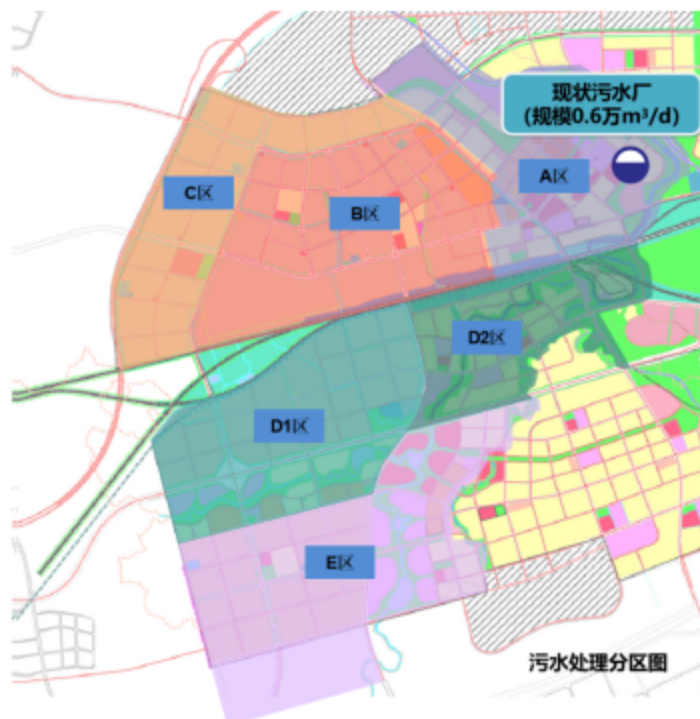 现状污水厂
(规模0.6万m³/d)
A区
C区
B区
D2区
D1区
E区
污水处理分区图